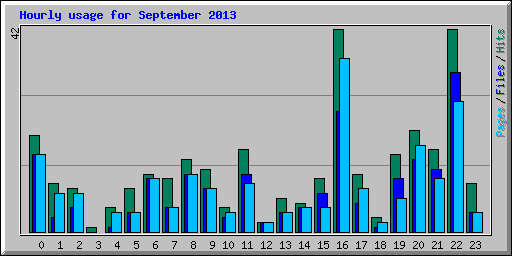 Hourly usage for September 2013
42
Pages / Files / Hits
0 1 2 3 4 5 6 7 8 9 10 11 12 13 14 15 16 17 18 19 20 21 22 23